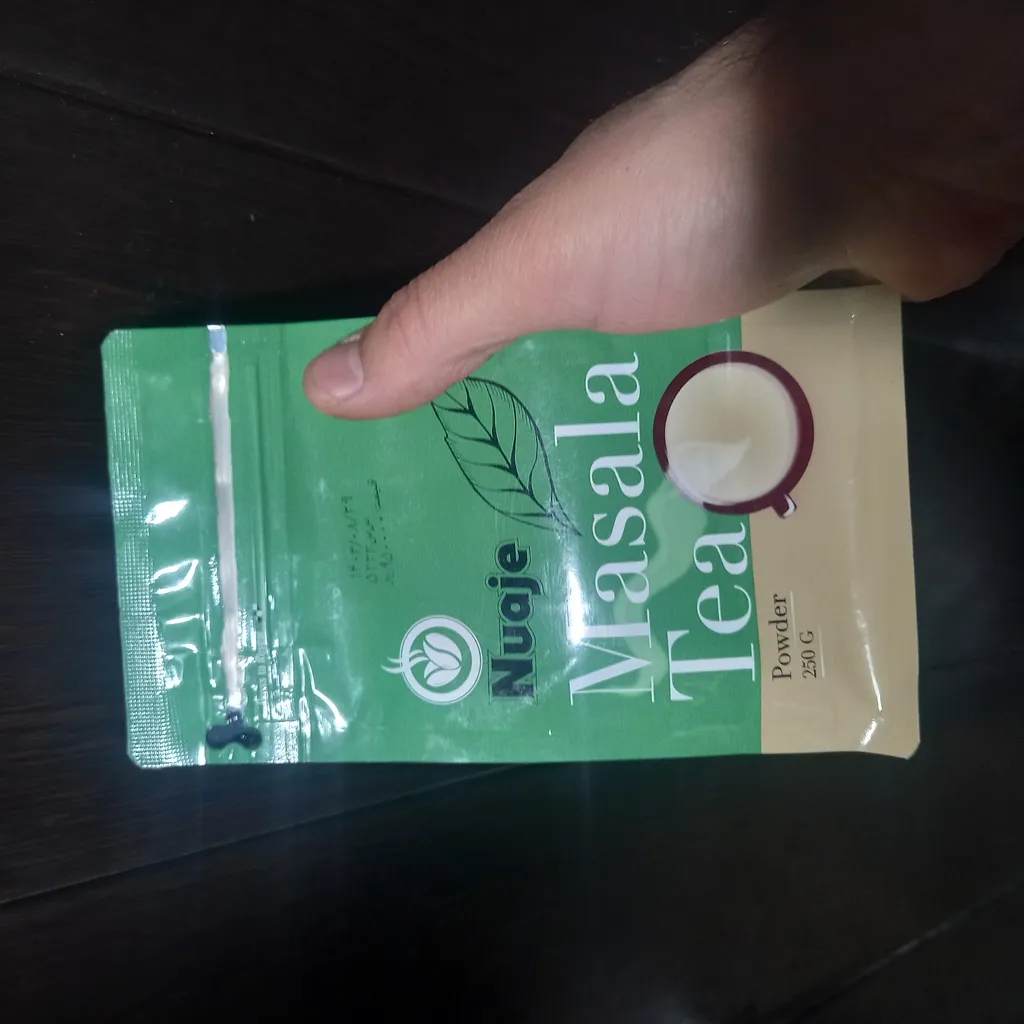 Nuaje
Masala
Tea
Powder
250 G